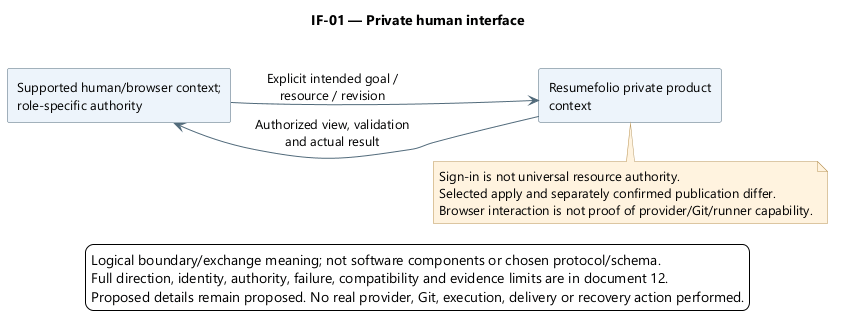 IF-01 — Private human interface
Supported human/browser context;
role-specific authority
Explicit intended goal /
resource / revision
Resumefolio private product
context
Authorized view, validation
and actual result
Sign-in is not universal resource authority.
Selected apply and separately confirmed publication differ.
Browser interaction is not proof of provider/Git/runner capability.
Logical boundary/exchange meaning; not software components or chosen protocol/schema.
Full direction, identity, authority, failure, compatibility and evidence limits are in document 12.
Proposed details remain proposed. No real provider, Git, execution, delivery or recovery action performed.